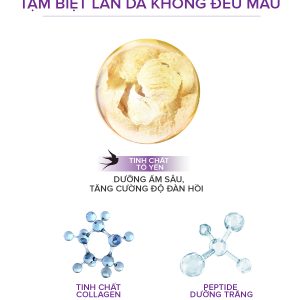 TẠM BIỆT LÀN DA KHÔNG ĐỀU MÀU
TINH CHẤT
TỔ YẾN
DƯỠNG ẨM SÂU,
TĂNG CƯỜNG ĐỘ ĐÀN HỒI
TINH CHẤT
COLLAGEN
PEPTIDE
DƯỠNG TRẮNG